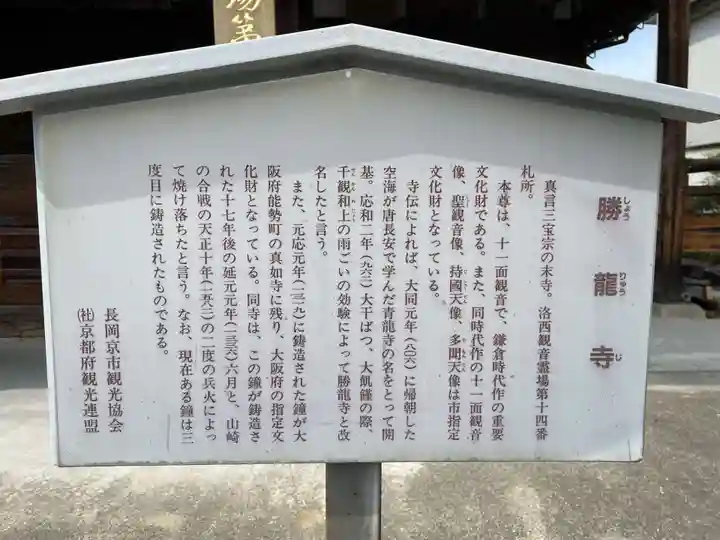 場第
勝龍寺
しょう りゅう じ
真言三宝宗の末寺。洛西観音霊場第十四番
札所。
本尊は、十一面観音で、鎌倉時代作の重要
文化財である。また、同時代作の十一面観音
像、聖観音像、持國天像、多聞天像は市指定
文化財となっている。
寺伝によれば、大同元年(八〇六)に帰朝した
空海が唐長安で学んだ青龍寺の名をとって開
基。応和二年(九六二)大干ばつ、大飢饉の際、
千観和上の雨ごいの効験によって勝龍寺と改
名したと言う。
また、元応元年(一三一九)に鋳造された鐘が大
阪府能勢町の真如寺に残り、大阪府の指定文
化財となっている。同寺は、この鐘が鋳造さ
れた十七年後の延元元年(一三三六)六月と、山崎
の合戦の天正十年(一五八二)の二度の兵火によっ
て焼け落ちたと言う。なお、現在ある鐘は三
度目に鋳造されたものである。
長岡京市観光協会
㈳京都府観光連盟